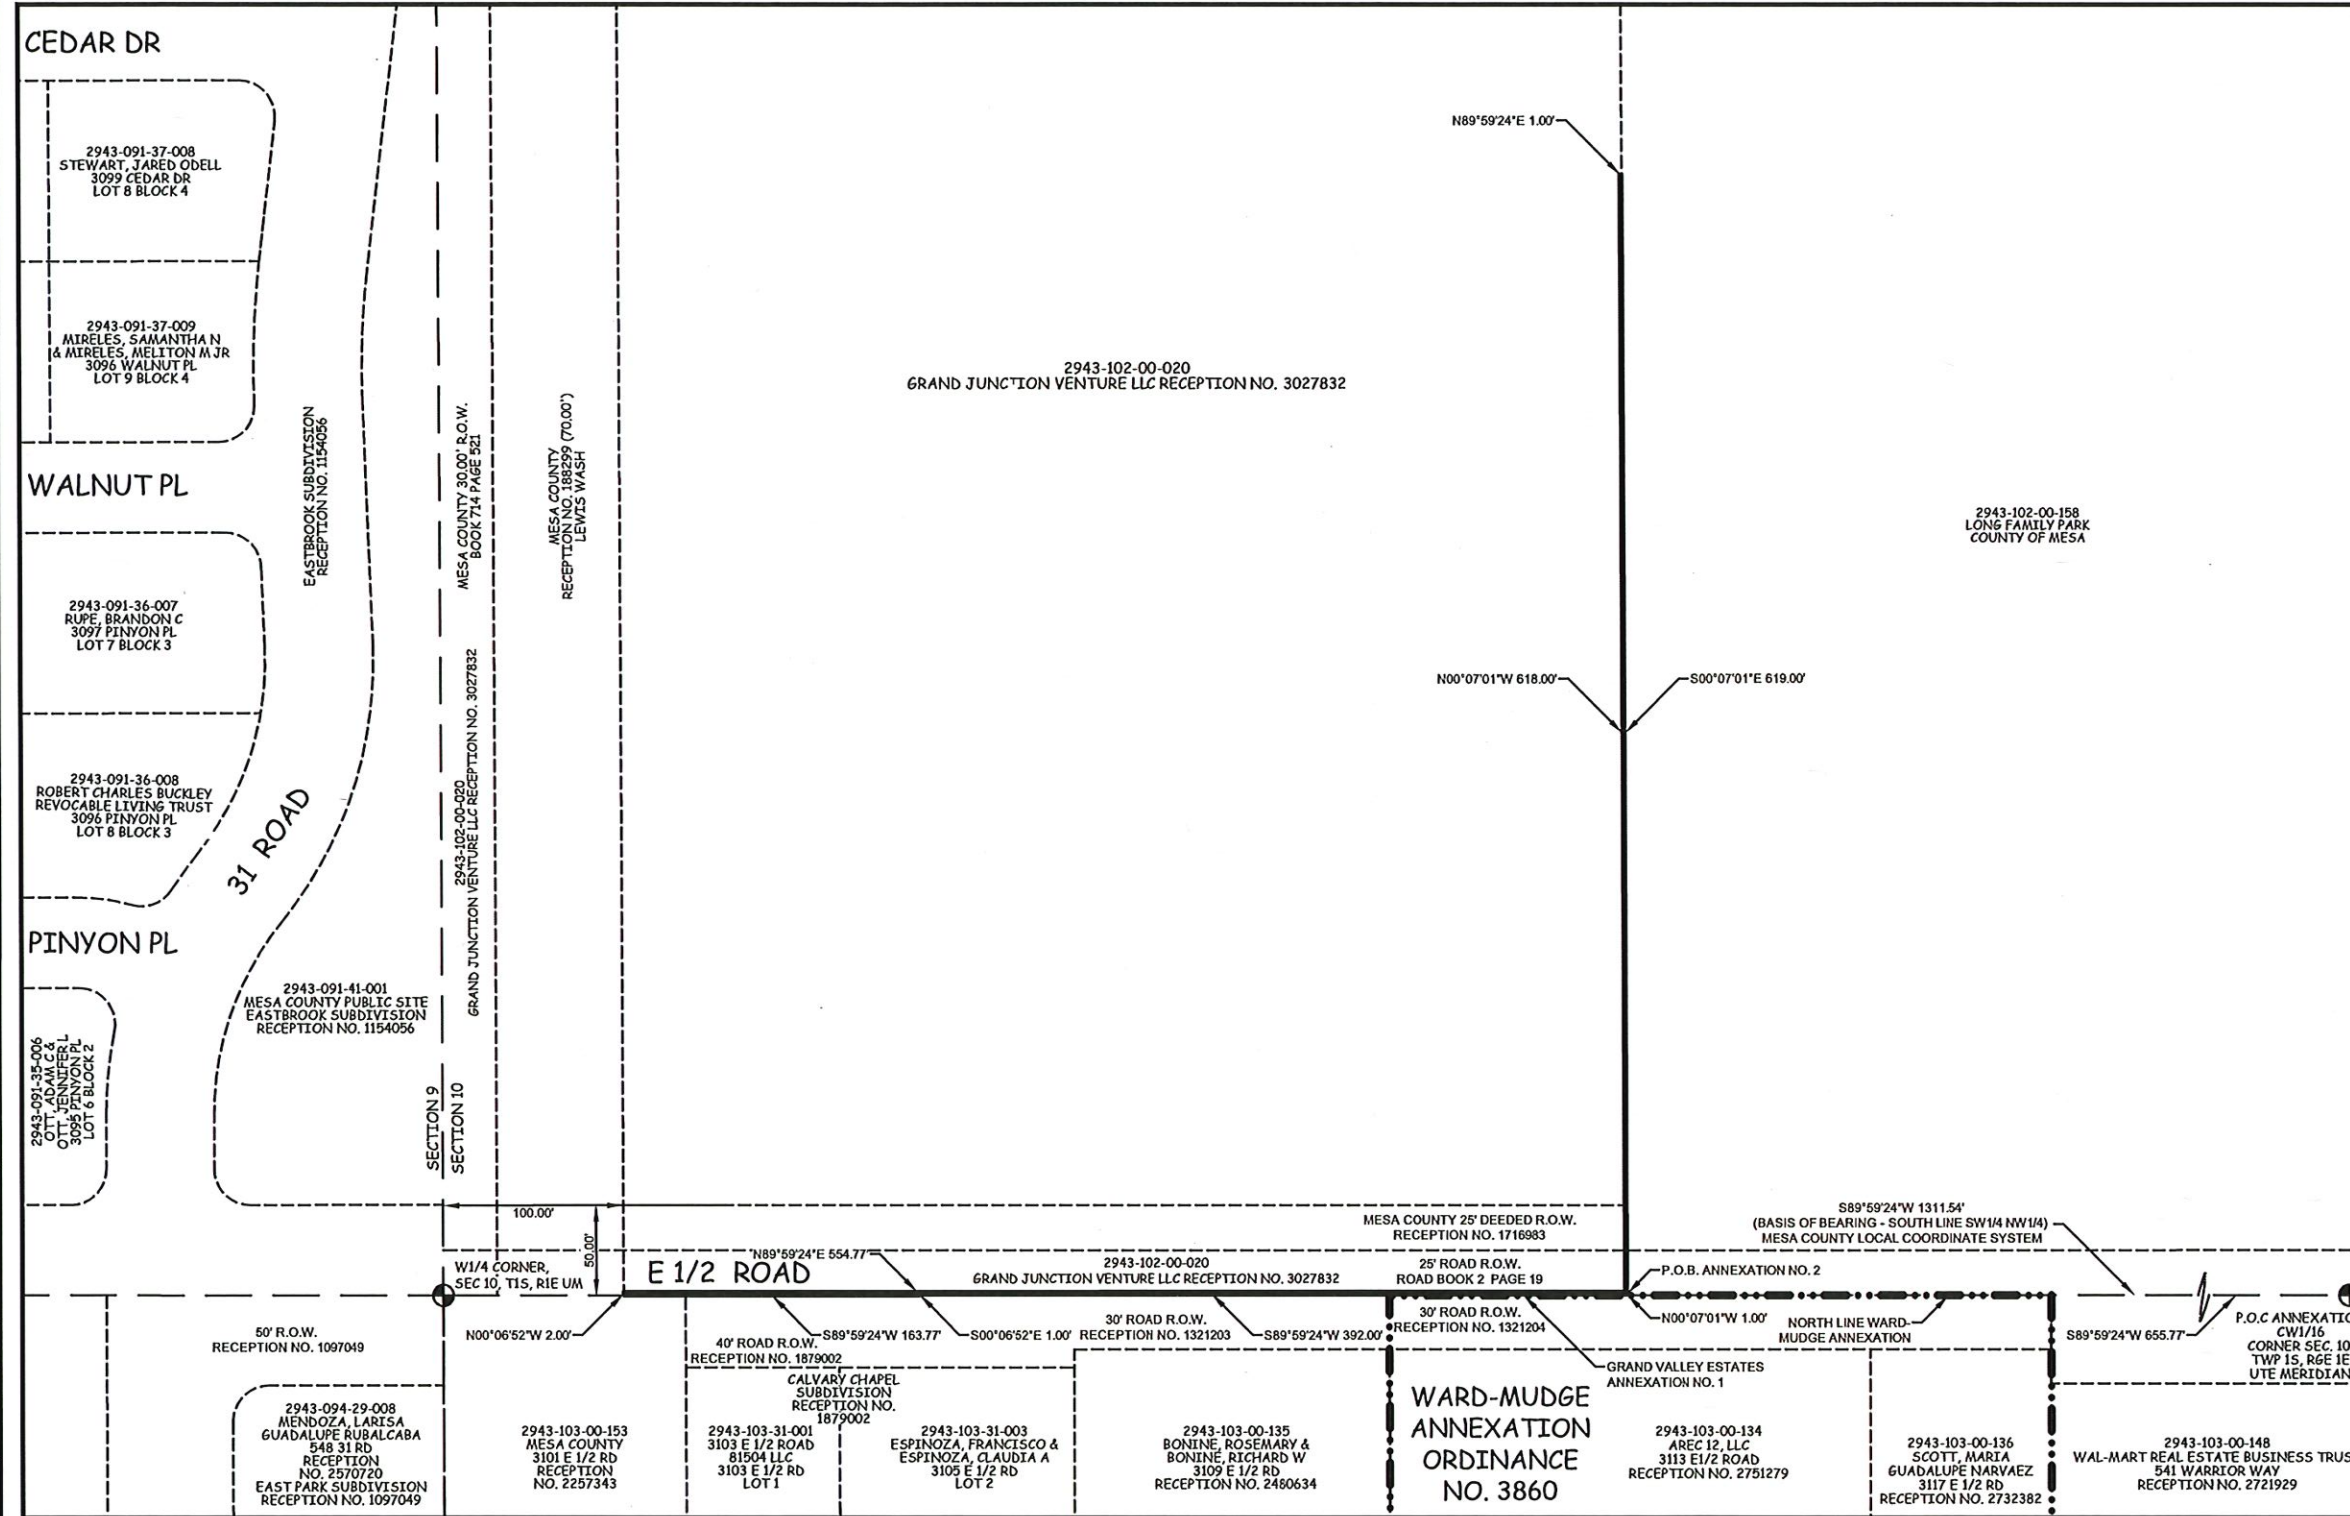 CEDAR DR
2943-091-37-008
STEWART, JARED ODELL
3099 CEDAR DR
LOT 8 BLOCK 4
2943-091-37-009
MIRELES, SAMANTHA N
& MIRELES, MELITON M JR
3096 WALNUT PL
LOT 9 BLOCK 4
WALNUT PL
2943-091-36-007
RUPE, BRANDON C
3097 PINYON PL
LOT 7 BLOCK 3
2943-091-36-008
ROBERT CHARLES BUCKLEY
REVOCABLE LIVING TRUST
3096 PINYON PL
LOT 8 BLOCK 3
31 ROAD
PINYON PL
2943-091-35-006
OTT, ADAM C &
OTT, JENNIFER L
3095 PINYON PL
LOT 6 BLOCK 2
EASTBROOK SUBDIVISION
RECEPTION NO. 1154056
2943-091-41-001
MESA COUNTY PUBLIC SITE
EASTBROOK SUBDIVISION
RECEPTION NO. 1154056
MESA COUNTY 30.00' R.O.W.
BOOK 714 PAGE 521
2943-102-00-020
GRAND JUNCTION VENTURE LLC RECEPTION NO. 3027832
SECTION 9
SECTION 10
MESA COUNTY
RECEPTION NO. 188299 (70.00')
LEWIS WASH
2943-102-00-020
GRAND JUNCTION VENTURE LLC RECEPTION NO. 3027832
N89°59'24"E 1.00'
N00°07'01"W 618.00'
S00°07'01"E 619.00'
2943-102-00-158
LONG FAMILY PARK
COUNTY OF MESA
100.00'
50.00'
MESA COUNTY 25' DEEDED R.O.W.
RECEPTION NO. 1716983
S89°59'24"W 1311.54'
(BASIS OF BEARING - SOUTH LINE SW1/4 NW1/4)
MESA COUNTY LOCAL COORDINATE SYSTEM
W1/4 CORNER,
SEC 10, T1S, R1E UM
E 1/2 ROAD
N89°59'24"E 554.77'
2943-102-00-020
GRAND JUNCTION VENTURE LLC RECEPTION NO. 3027832
25' ROAD R.O.W.
ROAD BOOK 2 PAGE 19
P.O.B. ANNEXATION NO. 2
50' R.O.W.
RECEPTION NO. 1097049
N00°06'52"W 2.00'
40' ROAD R.O.W.
RECEPTION NO. 1879002
S89°59'24"W 163.77'
S00°06'52"E 1.00'
30' ROAD R.O.W.
RECEPTION NO. 1321203
S89°59'24"W 392.00'
30' ROAD R.O.W.
RECEPTION NO. 1321204
N00°07'01"W 1.00'
NORTH LINE WARD-
MUDGE ANNEXATION
S89°59'24"W 655.77'
P.O.C ANNEXATIO
CW1/16
CORNER SEC. 10
TWP 1S, RGE 1E
UTE MERIDIAN
GRAND VALLEY ESTATES
ANNEXATION NO. 1
CALVARY CHAPEL
SUBDIVISION
RECEPTION NO.
1879002
2943-094-29-008
MENDOZA, LARISA
GUADALUPE RUBALCABA
548 31 RD
RECEPTION
NO. 2570720
EAST PARK SUBDIVISION
RECEPTION NO. 1097049
2943-103-00-153
MESA COUNTY
3101 E 1/2 RD
RECEPTION
NO. 2257343
2943-103-31-001
3103 E 1/2 ROAD
81504 LLC
3103 E 1/2 RD
LOT 1
2943-103-31-003
ESPINOZA, FRANCISCO &
ESPINOZA, CLAUDIA A
3105 E 1/2 RD
LOT 2
2943-103-00-135
BONINE, ROSEMARY &
BONINE, RICHARD W
3109 E 1/2 RD
RECEPTION NO. 2480634
WARD-MUDGE
ANNEXATION
ORDINANCE
NO. 3860
2943-103-00-134
AREC 12, LLC
3113 E1/2 ROAD
RECEPTION NO. 2751279
2943-103-00-136
SCOTT, MARIA
GUADALUPE NARVAEZ
3117 E 1/2 RD
RECEPTION NO. 2732382
2943-103-00-148
WAL-MART REAL ESTATE BUSINESS TRUS
541 WARRIOR WAY
RECEPTION NO. 2721929